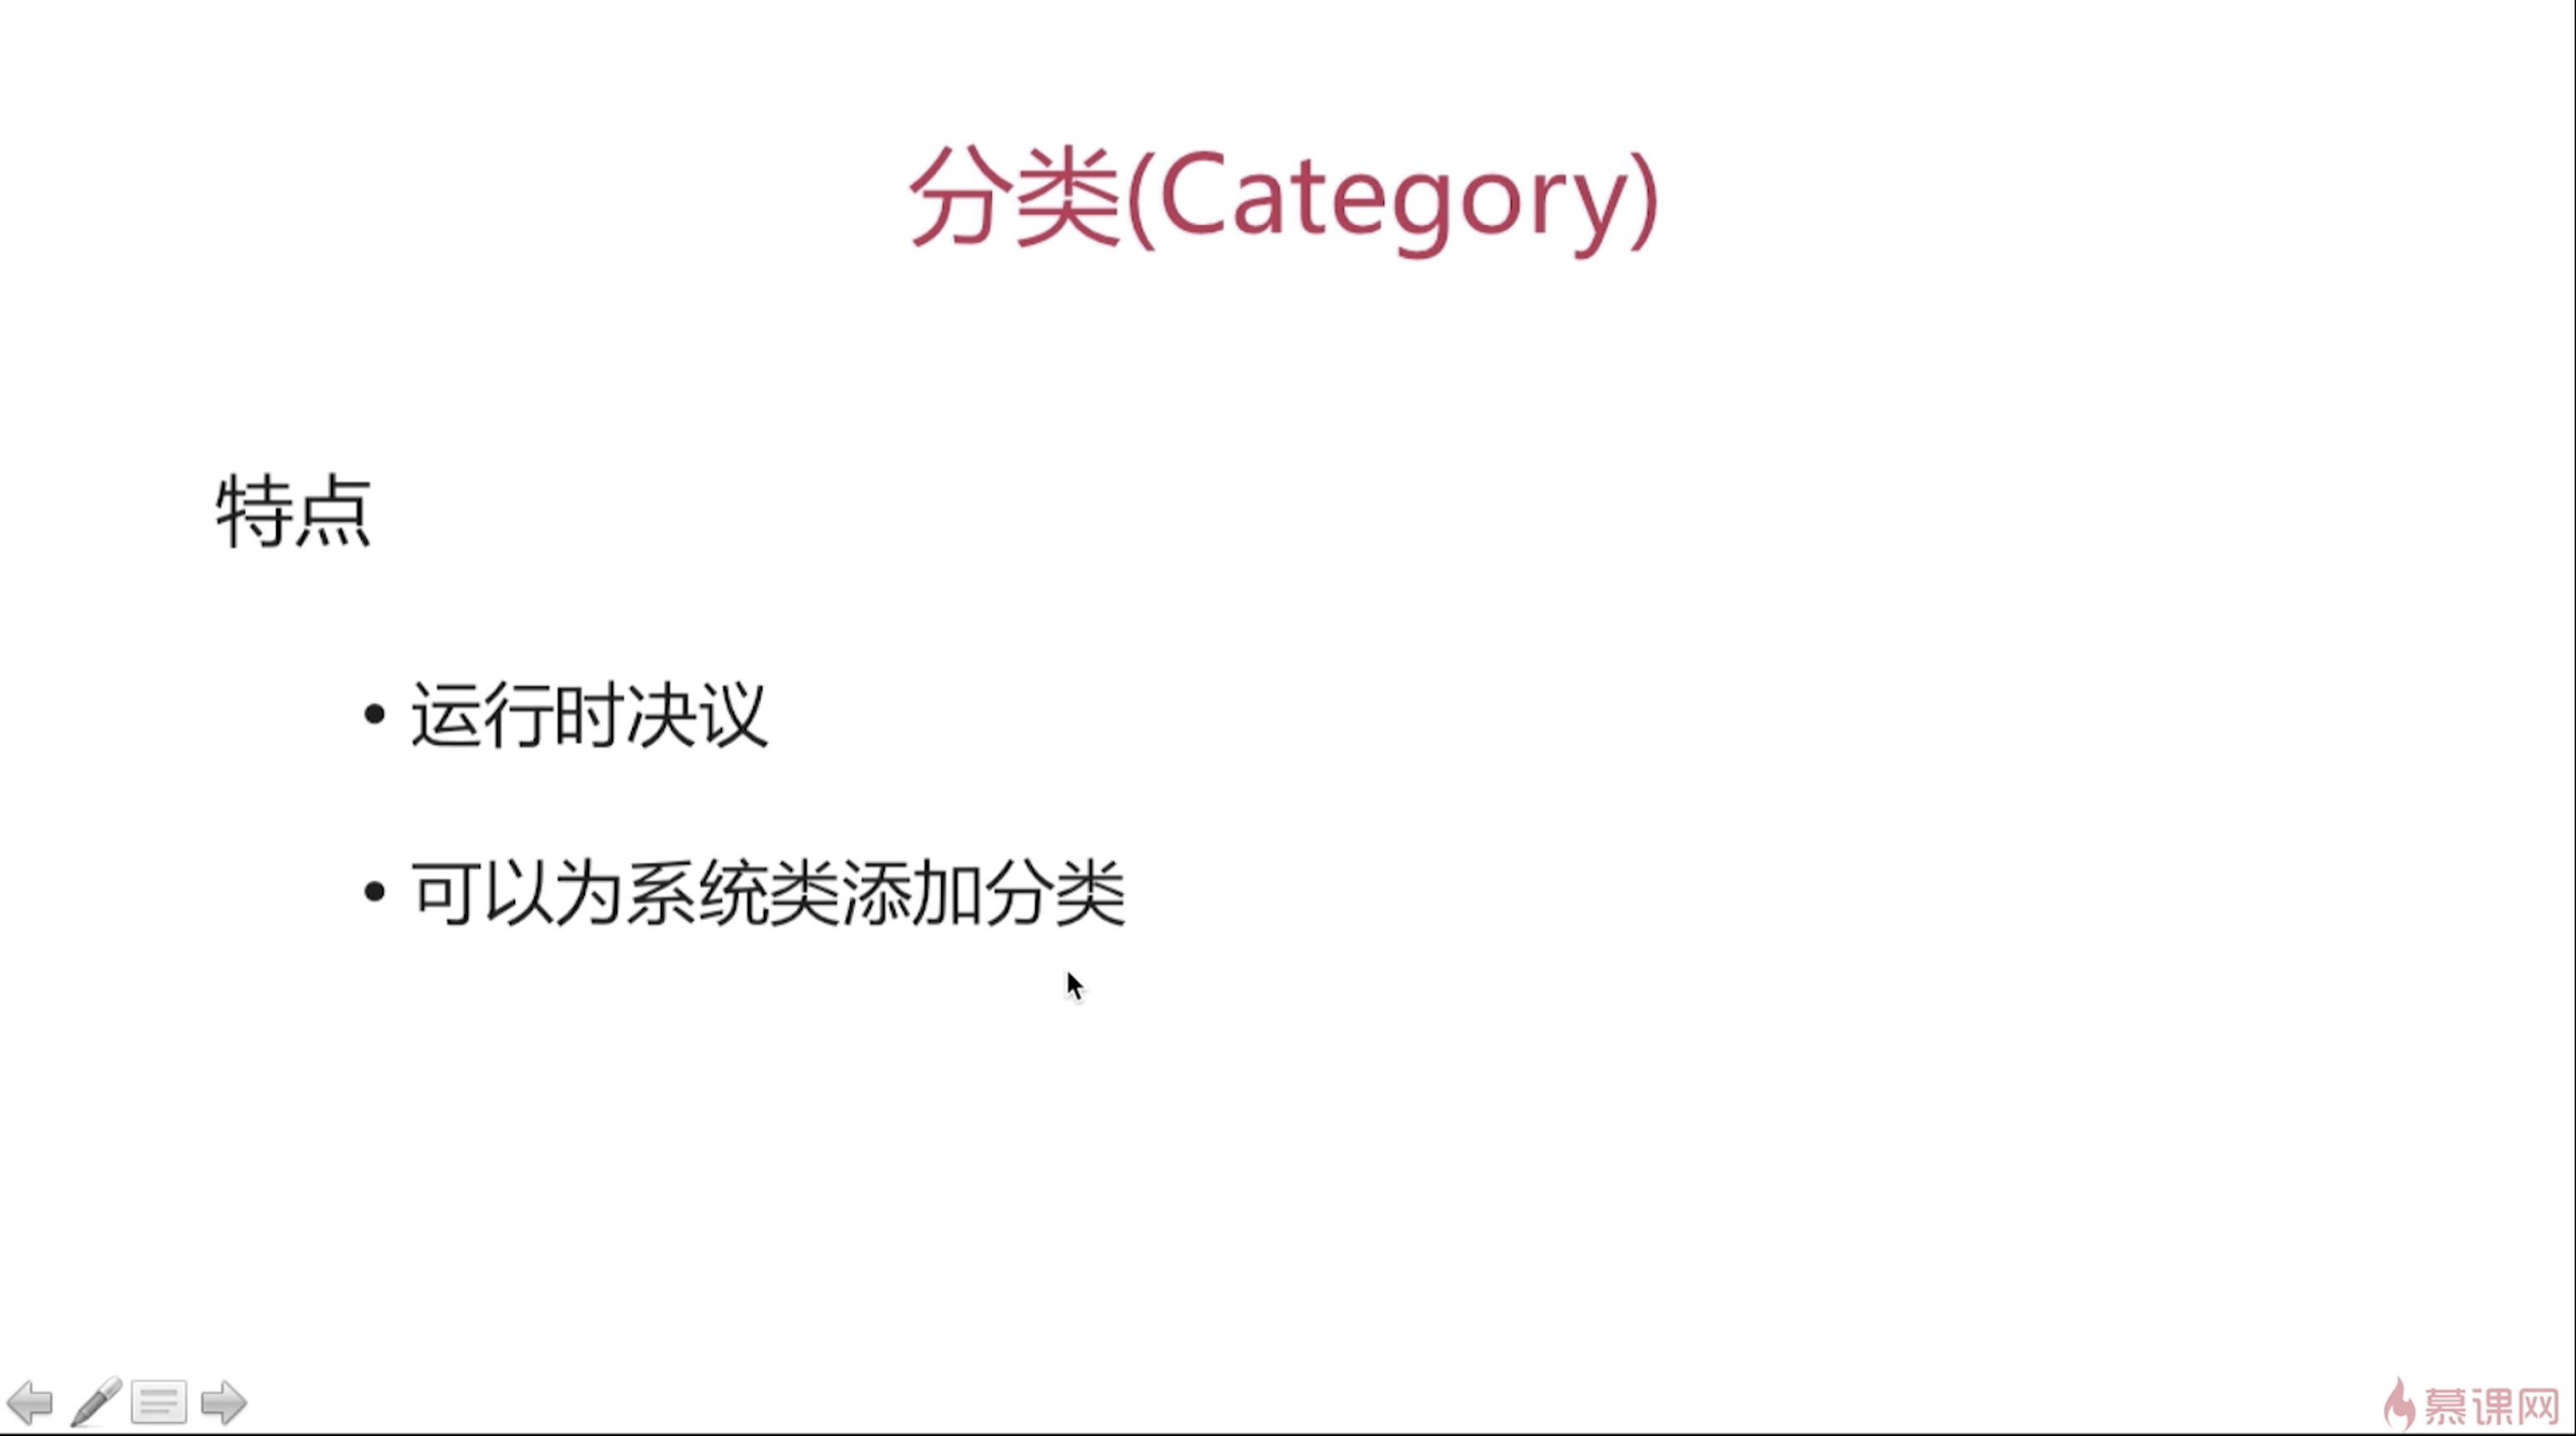 分类(Category)
特点
• 运行时决议
• 可以为系统类添加分类
慕课网